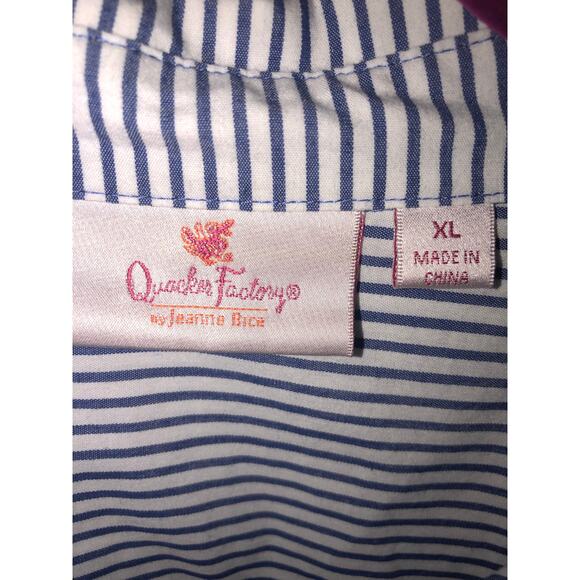 Quacker Factory®
By Jeanne Bice
XL
MADE IN
CHINA